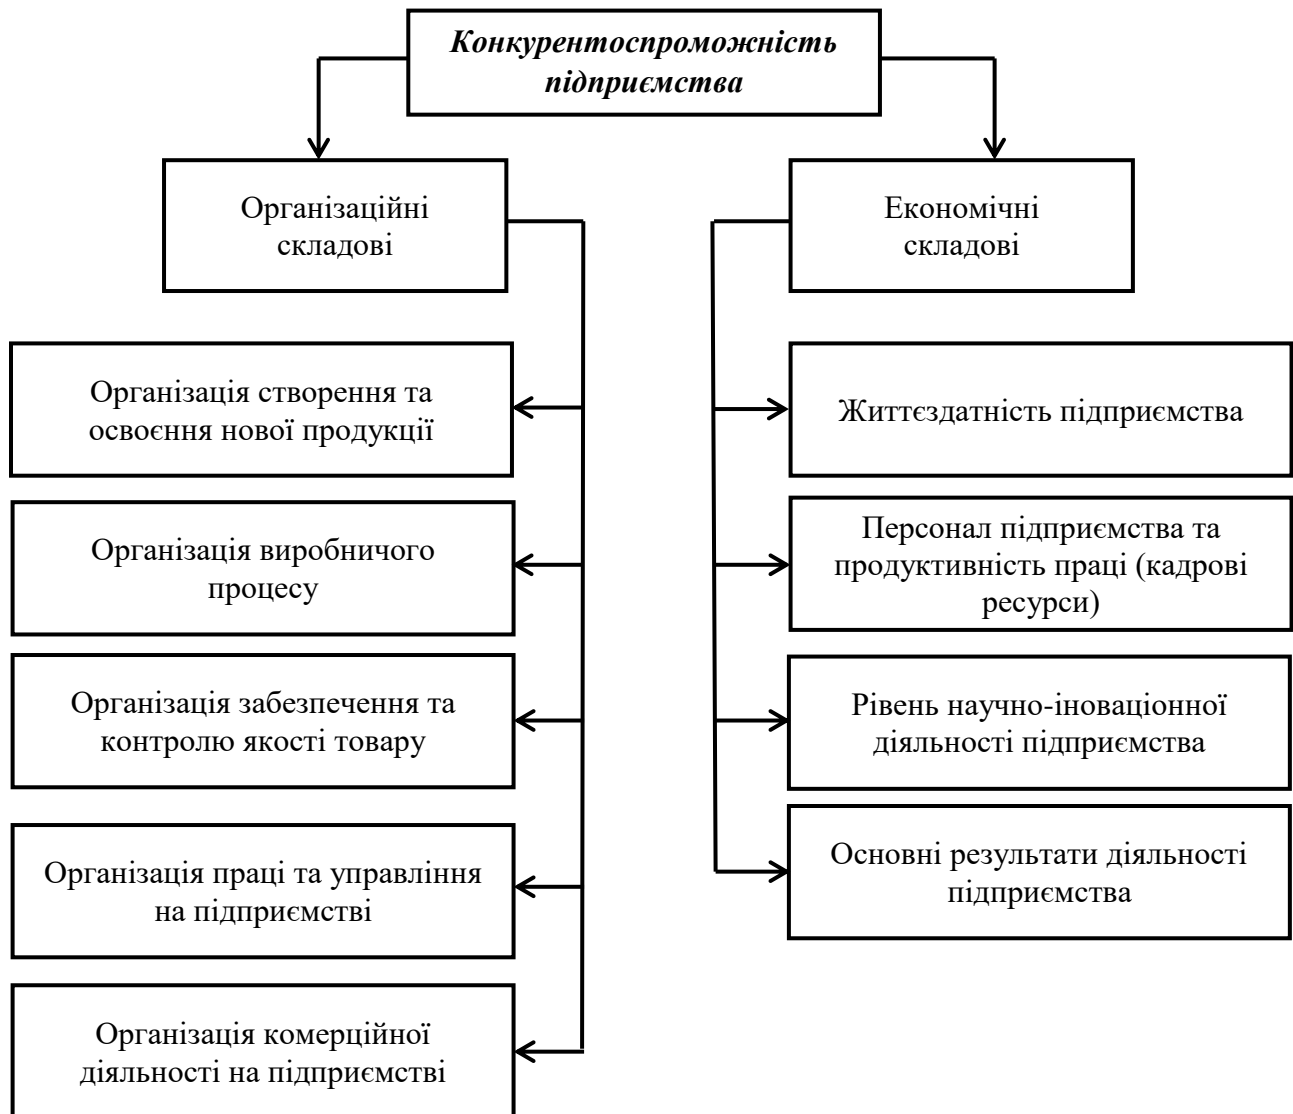 Конкурентоспроможність
підприємства
Організаційні
складові
Економічні
складові
Організація створення та
освоєння нової продукції
Організація виробничого
процесу
Організація забезпечення та
контролю якості товару
Організація праці та управління
на підприємстві
Організація комерційної
діяльності на підприємстві
Життєздатність підприємства
Персонал підприємства та
продуктивність праці (кадрові
ресурси)
Рівень научно-іноваціонної
діяльності підприємства
Основні результати діяльності
підприємства